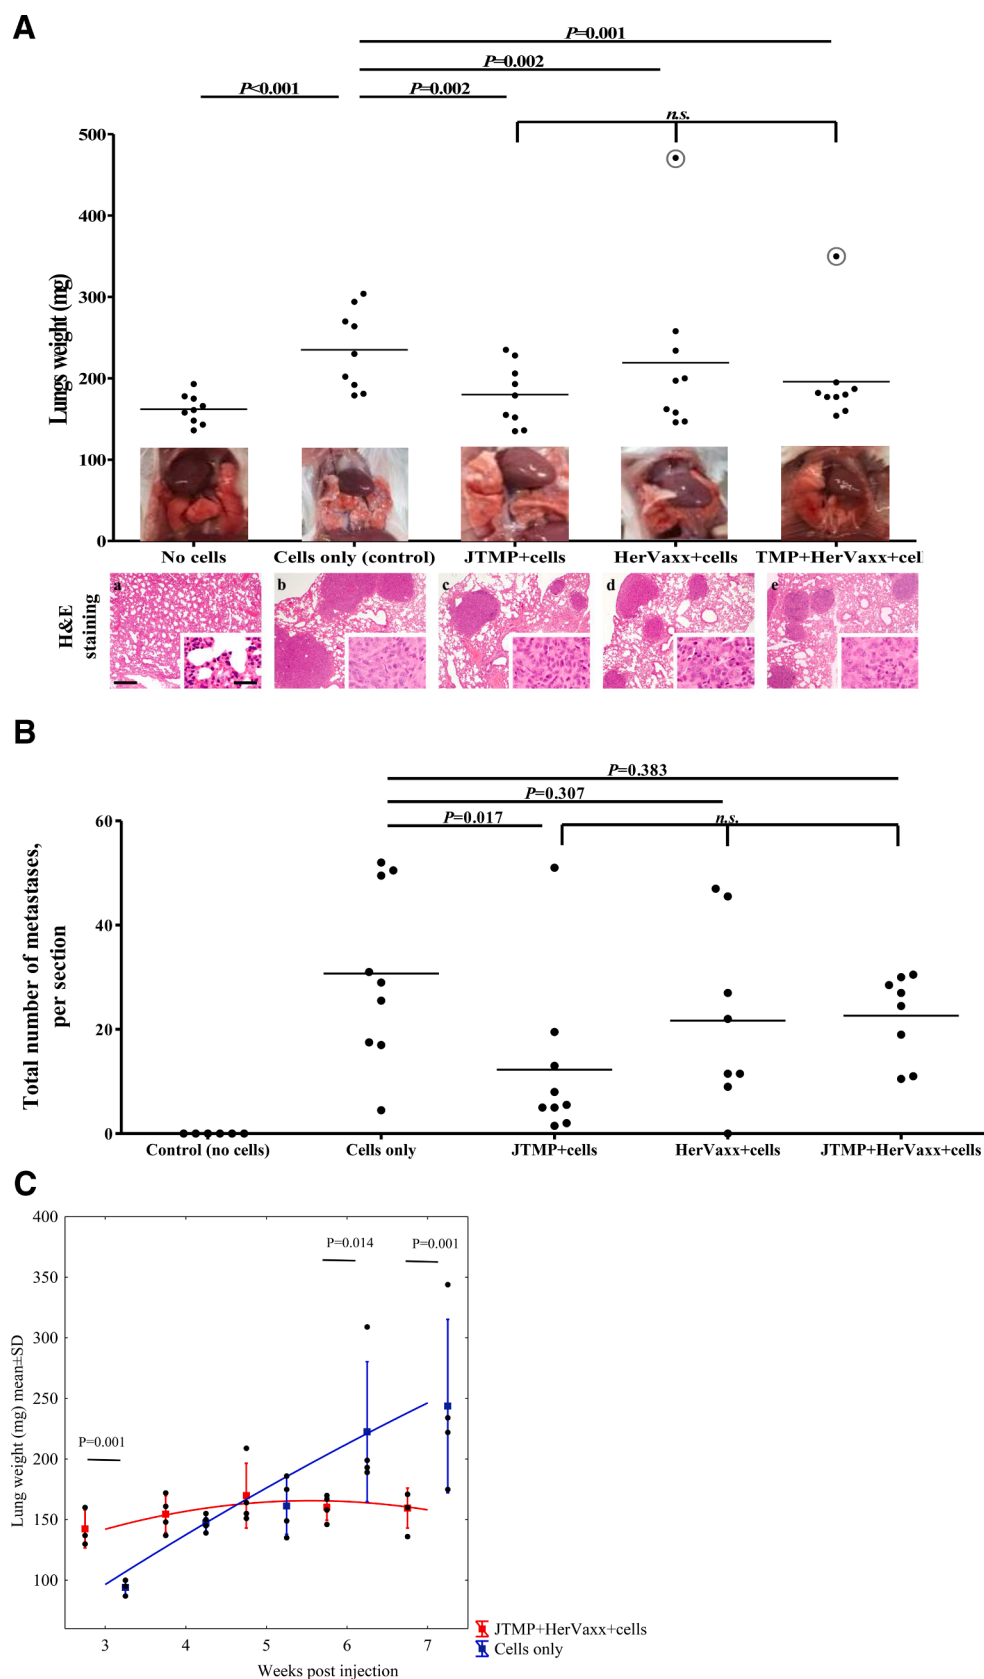 A
P=0.001
P=0.002
P<0.001
P=0.002
n.s.
500
400
300
200
100
0
Lungs weight (mg)
No cells
Cells only (control)
JTMP+cells
HerVaxx+cells
TMP+HerVaxx+cel
H&E staining
a
b
c
d
e
B
P=0.383
P=0.307
P=0.017
n.s.
60
40
20
0
Total number of metastases,
per section
Control (no cells)
Cells only
JTMP+cells
HerVaxx+cells
JTMP+HerVaxx+cells
C
400
350
300
250
200
150
100
Lung weight (mg) mean±SD
P=0.001
P=0.014
P=0.001
3
4
5
6
7
Weeks post injection
JTMP+HerVaxx+cells
Cells only